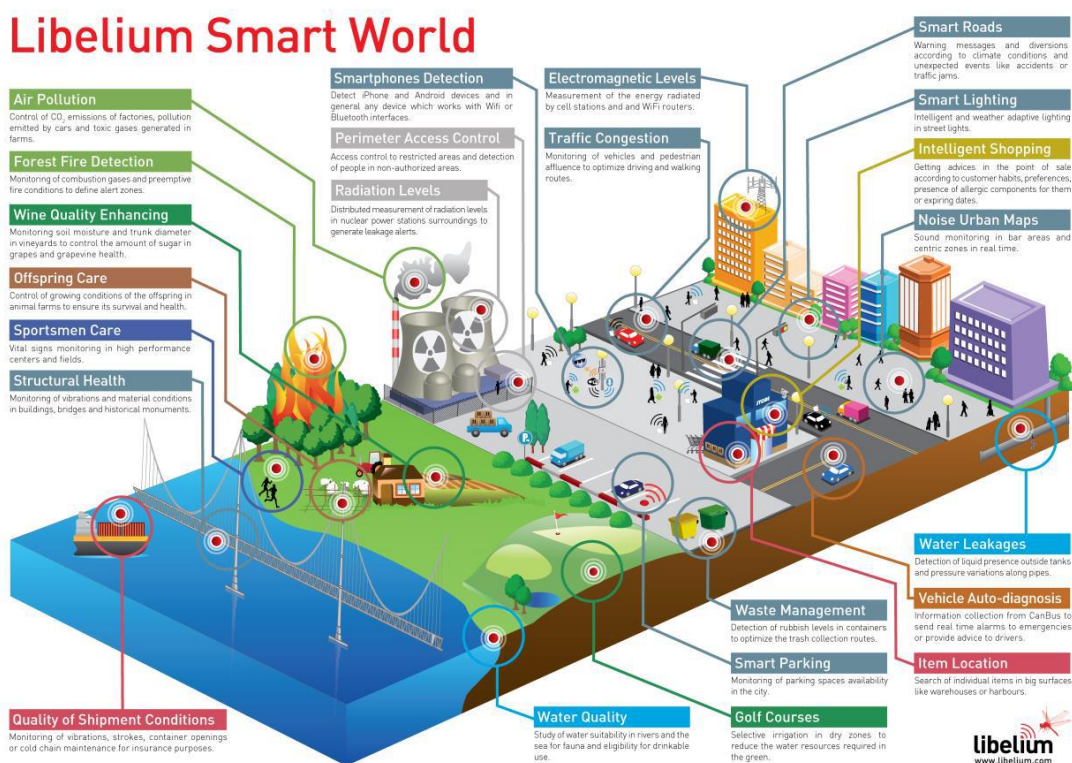 Libelium Smart World
Air Pollution
Control of CO₂ emissions of factories, pollution
emitted by cars and toxic gases generated in
farms.
Forest Fire Detection
Monitoring of combustion gases and preemptive
fire conditions to define alert zones.
Wine Quality Enhancing
Monitoring soil moisture and trunk diameter
in vineyards to control the amount of sugar in
grapes and grapevine health.
Offspring Care
Control of growing conditions of the offspring in
animal farms to ensure its survival and health.
Sportsmen Care
Vital signs monitoring in high performance
centers and fields.
Structural Health
Monitoring of vibrations and material conditions
in buildings, bridges and historical monuments.
Quality of Shipment Conditions
Monitoring of vibrations, strokes, container openings
or cold chain maintenance for insurance purposes.
Smartphones Detection
Detect iPhone and Android devices and in
general any device which works with Wifi or
Bluetooth interfaces.
Perimeter Access Control
Access control to restricted areas and detection
of people in non-authorized areas.
Radiation Levels
Distributed measurement of radiation levels
in nuclear power stations surroundings to
generate leakage alerts.
Electromagnetic Levels
Measurement of the energy radiated
by cell stations and and WiFi routers.
Traffic Congestion
Monitoring of vehicles and pedestrian
affluence to optimize driving and walking
routes.
Smart Roads
Warning messages and diversions
according to climate conditions and
unexpected events like accidents or
traffic jams.
Smart Lighting
Intelligent and weather adaptive lighting
in street lights.
Intelligent Shopping
Getting advices in the point of sale
according to customer habits, preferences,
presence of allergic components for them
or expiring dates.
Noise Urban Maps
Sound monitoring in bar areas and
centric zones in real time.
P
Water Leakages
Detection of liquid presence outside tanks
and pressure variations along pipes.
Vehicle Auto-diagnosis
Information collection from CanBus to
send real time alarms to emergencies
or provide advice to drivers.
Item Location
Search of individual items in big surfaces
like warehouses or harbours.
Waste Management
Detection of rubbish levels in containers
to optimize the trash collection routes.
Smart Parking
Monitoring of parking spaces availability
in the city.
Golf Courses
Selective irrigation in dry zones to
reduce the water resources required in
the green.
Water Quality
Study of water suitability in rivers and the
sea for fauna and eligibility for drinkable
use.
libelium
www.libelium.com